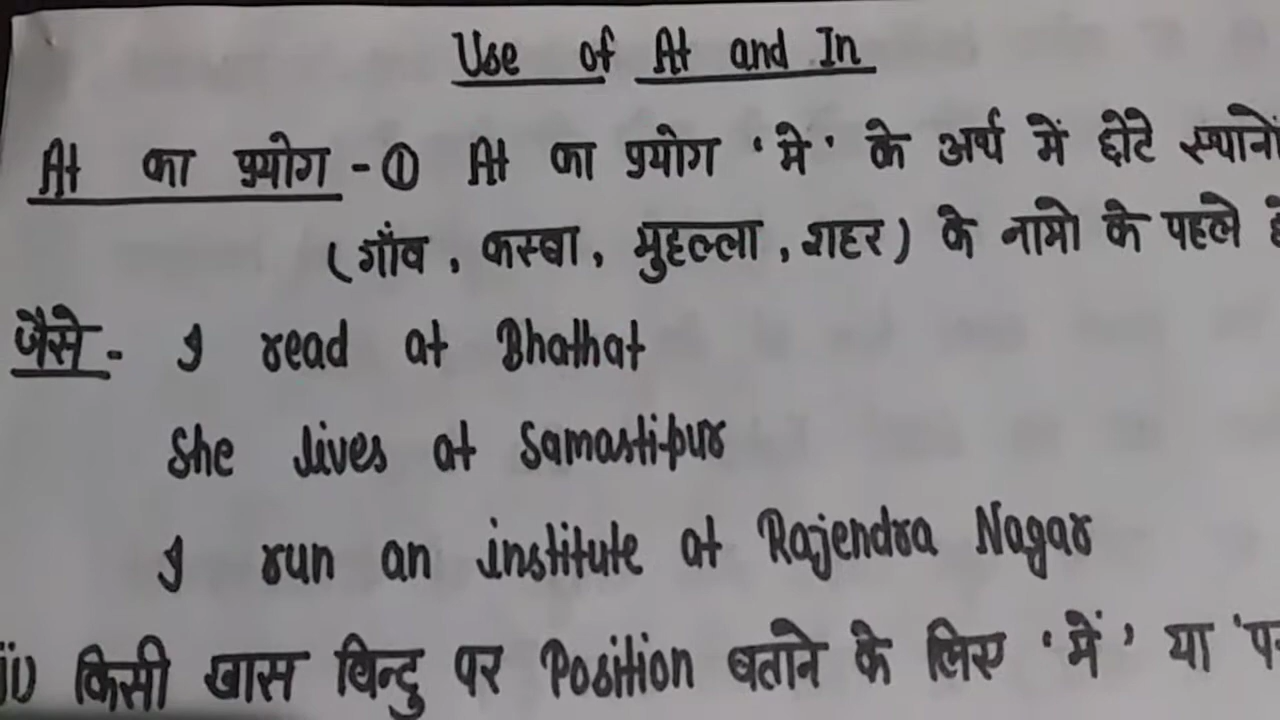 Use of At and In
At का प्रयोग - ① At का प्रयोग 'मे' के अर्थ में छोटे स्थानों
(गाँव, कस्बा, मुहल्ला, शहर) के नामो के पहले
जैसे - I read at Bhathat
She lives at Samastipur
I run an institute at Rajendra Nagar
किसी खास विन्दु पर Position बताने के लिए 'में' या